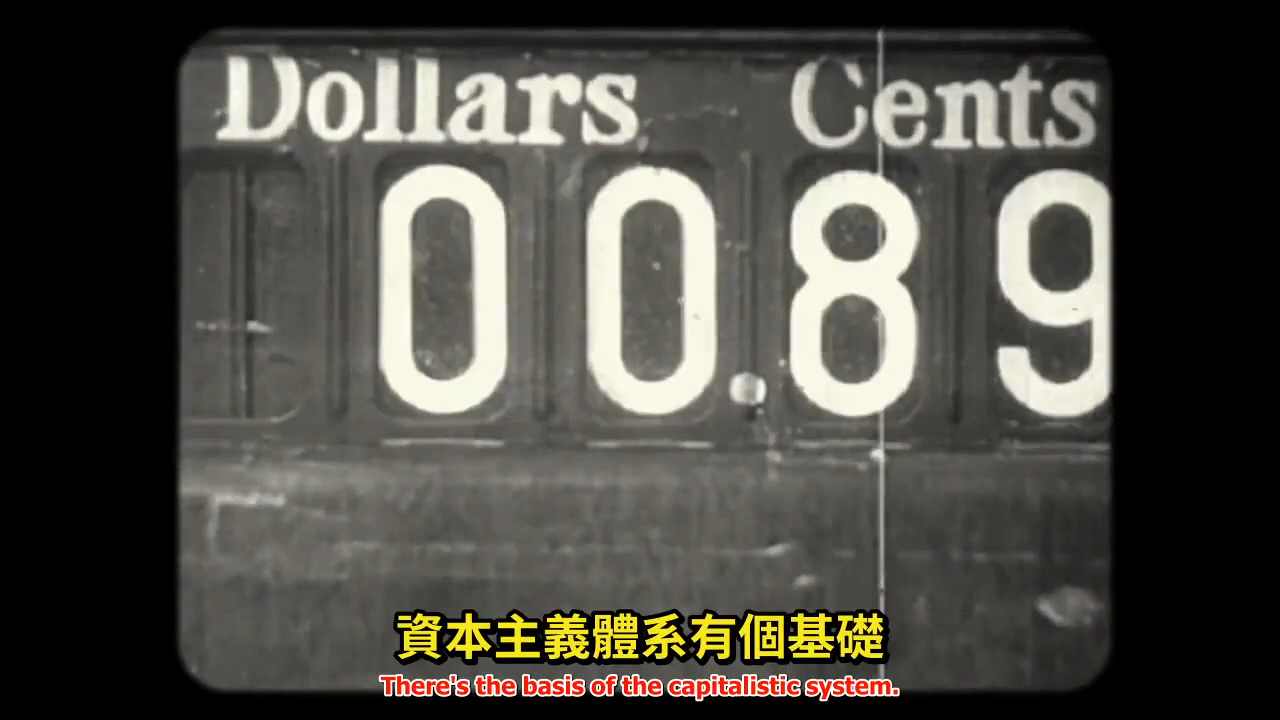 Dollars Cents
00.89
資本主義體系有個基礎
There's the basis of the capitalistic system.